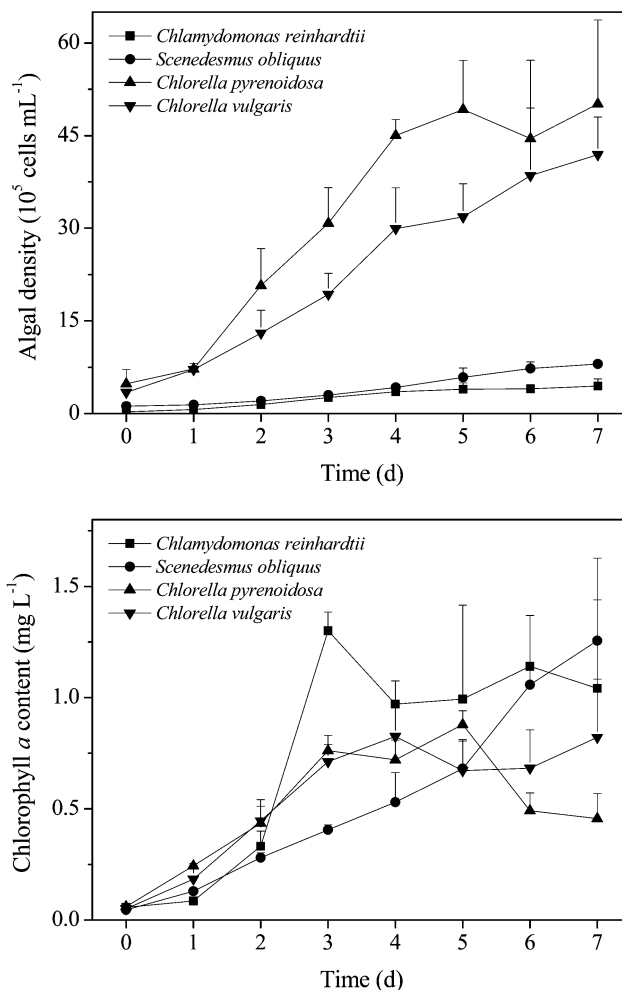 Chlamydomonas reinhardtii
Scenedesmus obliquus
Chlorella pyrenoidosa
Chlorella vulgaris
60
45
30
15
0
Algal density (10⁵ cells mL⁻¹)
0 1 2 3 4 5 6 7
Time (d)
Chlamydomonas reinhardtii
Scenedesmus obliquus
Chlorella pyrenoidosa
Chlorella vulgaris
1.5
1.0
0.5
0.0
Chlorophyll a content (mg L⁻¹)
0 1 2 3 4 5 6 7
Time (d)